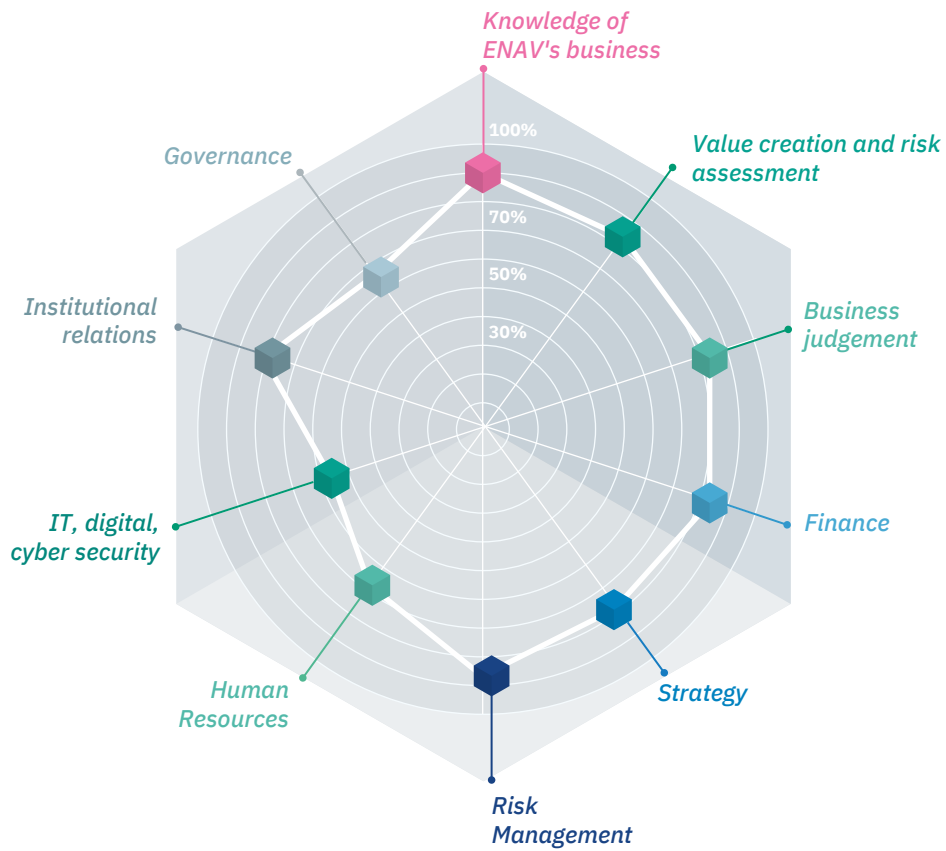 Knowledge of
ENAV's business
100%
Governance
Value creation and risk
assessment
70%
50%
Institutional
relations
Business
judgement
30%
IT, digital,
cyber security
Finance
Human
Resources
Strategy
Risk
Management